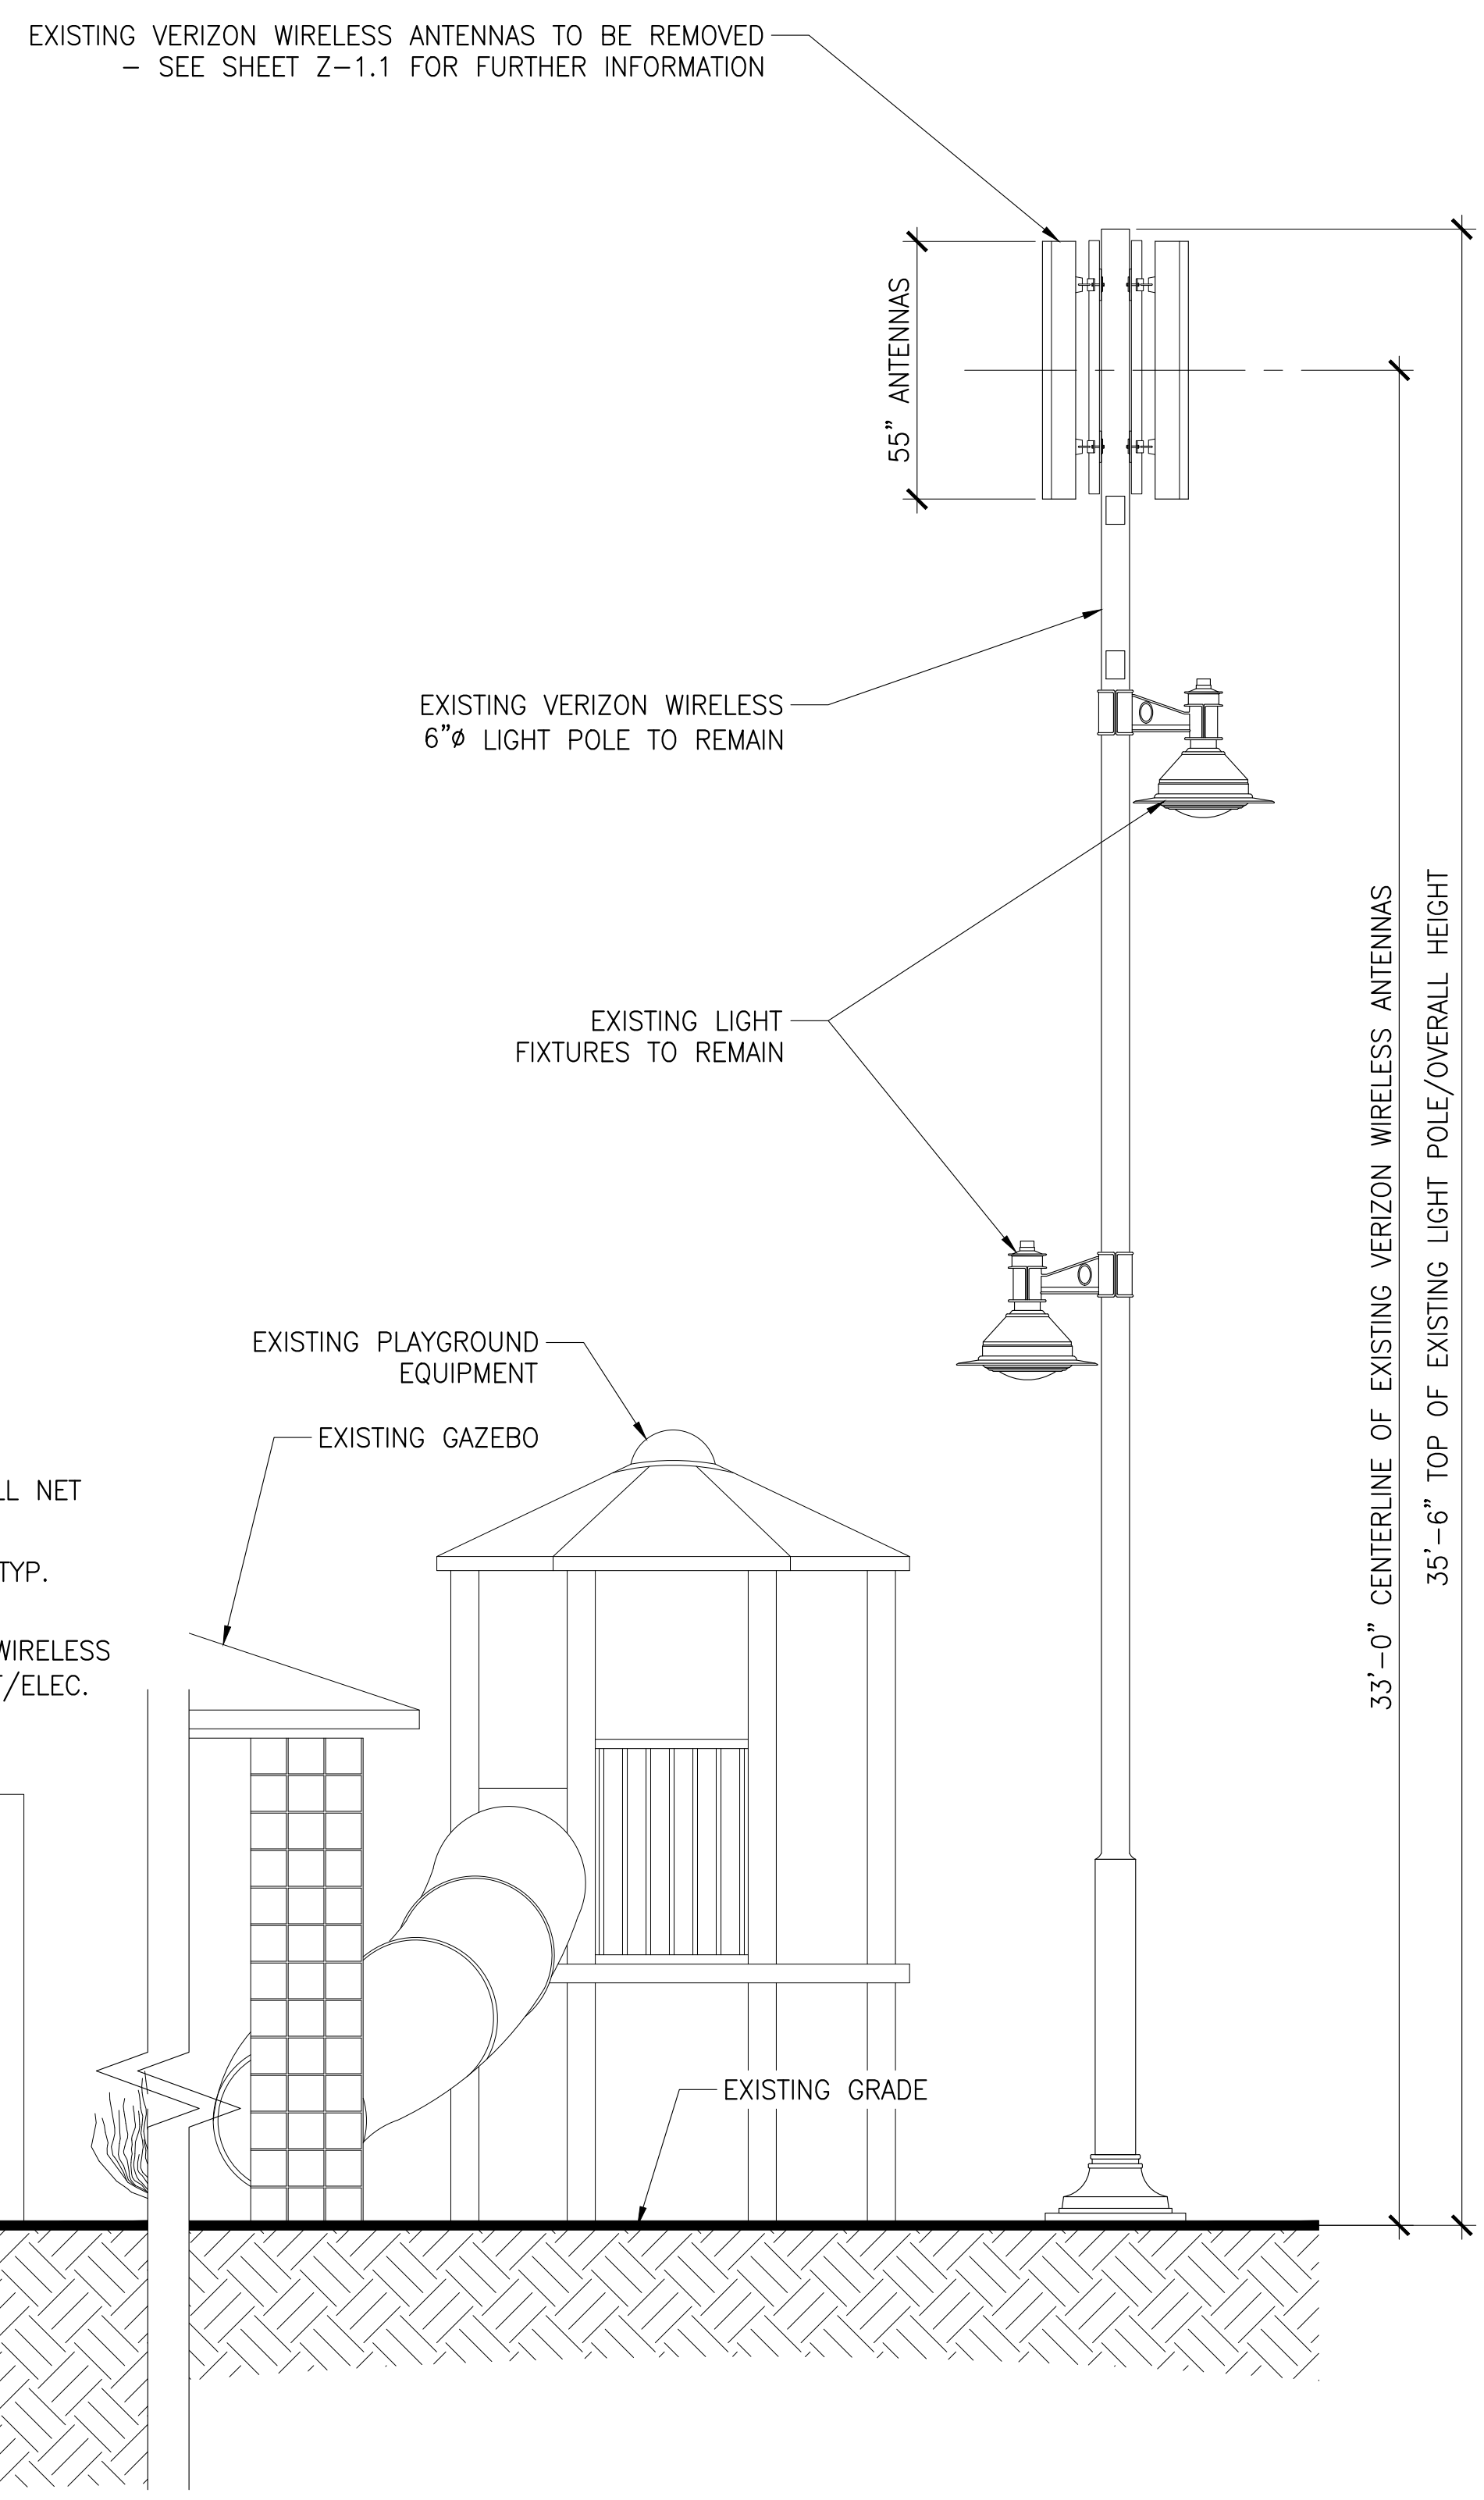 EXISTING VERIZON WIRELESS ANTENNAS TO BE REMOVED
- SEE SHEET Z-1.1 FOR FURTHER INFORMATION
55" ANTENNAS
EXISTING VERIZON WIRELESS
6"Ø LIGHT POLE TO REMAIN
EXISTING LIGHT
FIXTURES TO REMAIN
33'-0" CENTERLINE OF EXISTING VERIZON WIRELESS ANTENNAS
35'-6" TOP OF EXISTING LIGHT POLE/OVERALL HEIGHT
EXISTING PLAYGROUND
EQUIPMENT
EXISTING GAZEBO
NET
TYP.
WIRELESS
/ELEC.
EXISTING GRADE